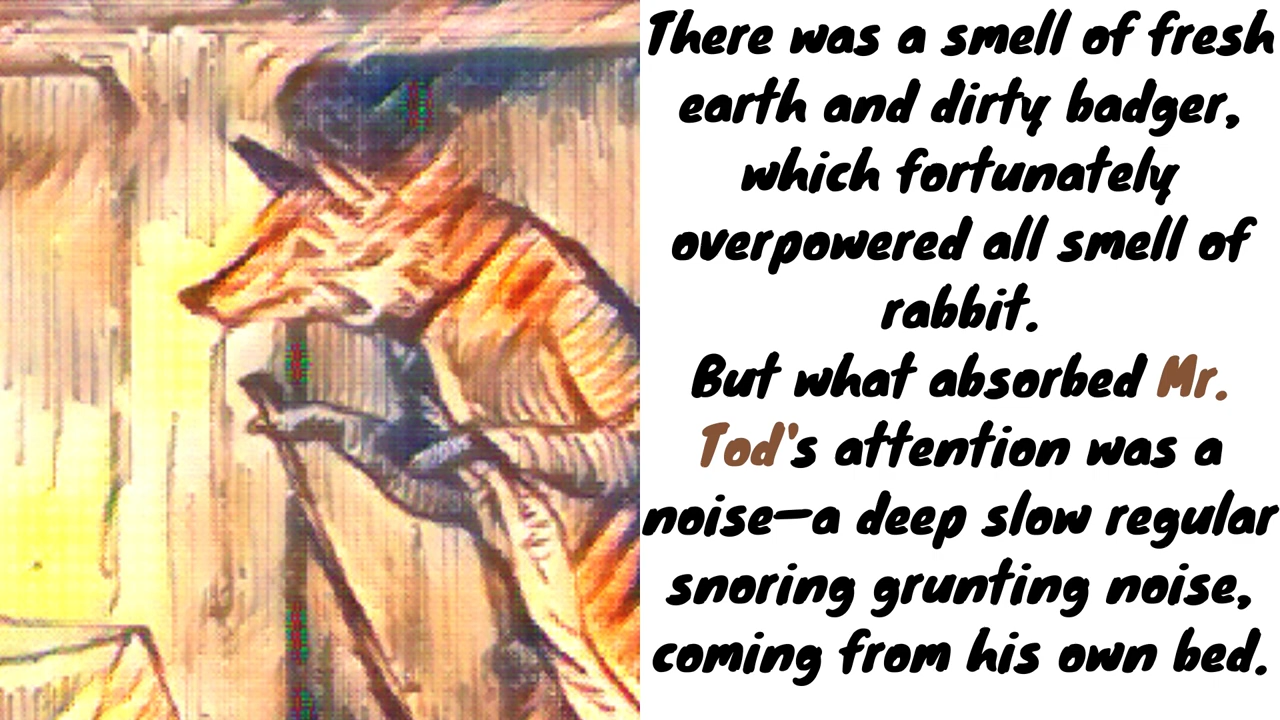 There was a smell of fresh
earth and dirty badger,
which fortunately
overpowered all smell of
rabbit.
But what absorbed Mr.
Tod's attention was a
noise—a deep slow regular
snoring grunting noise,
coming from his own bed.